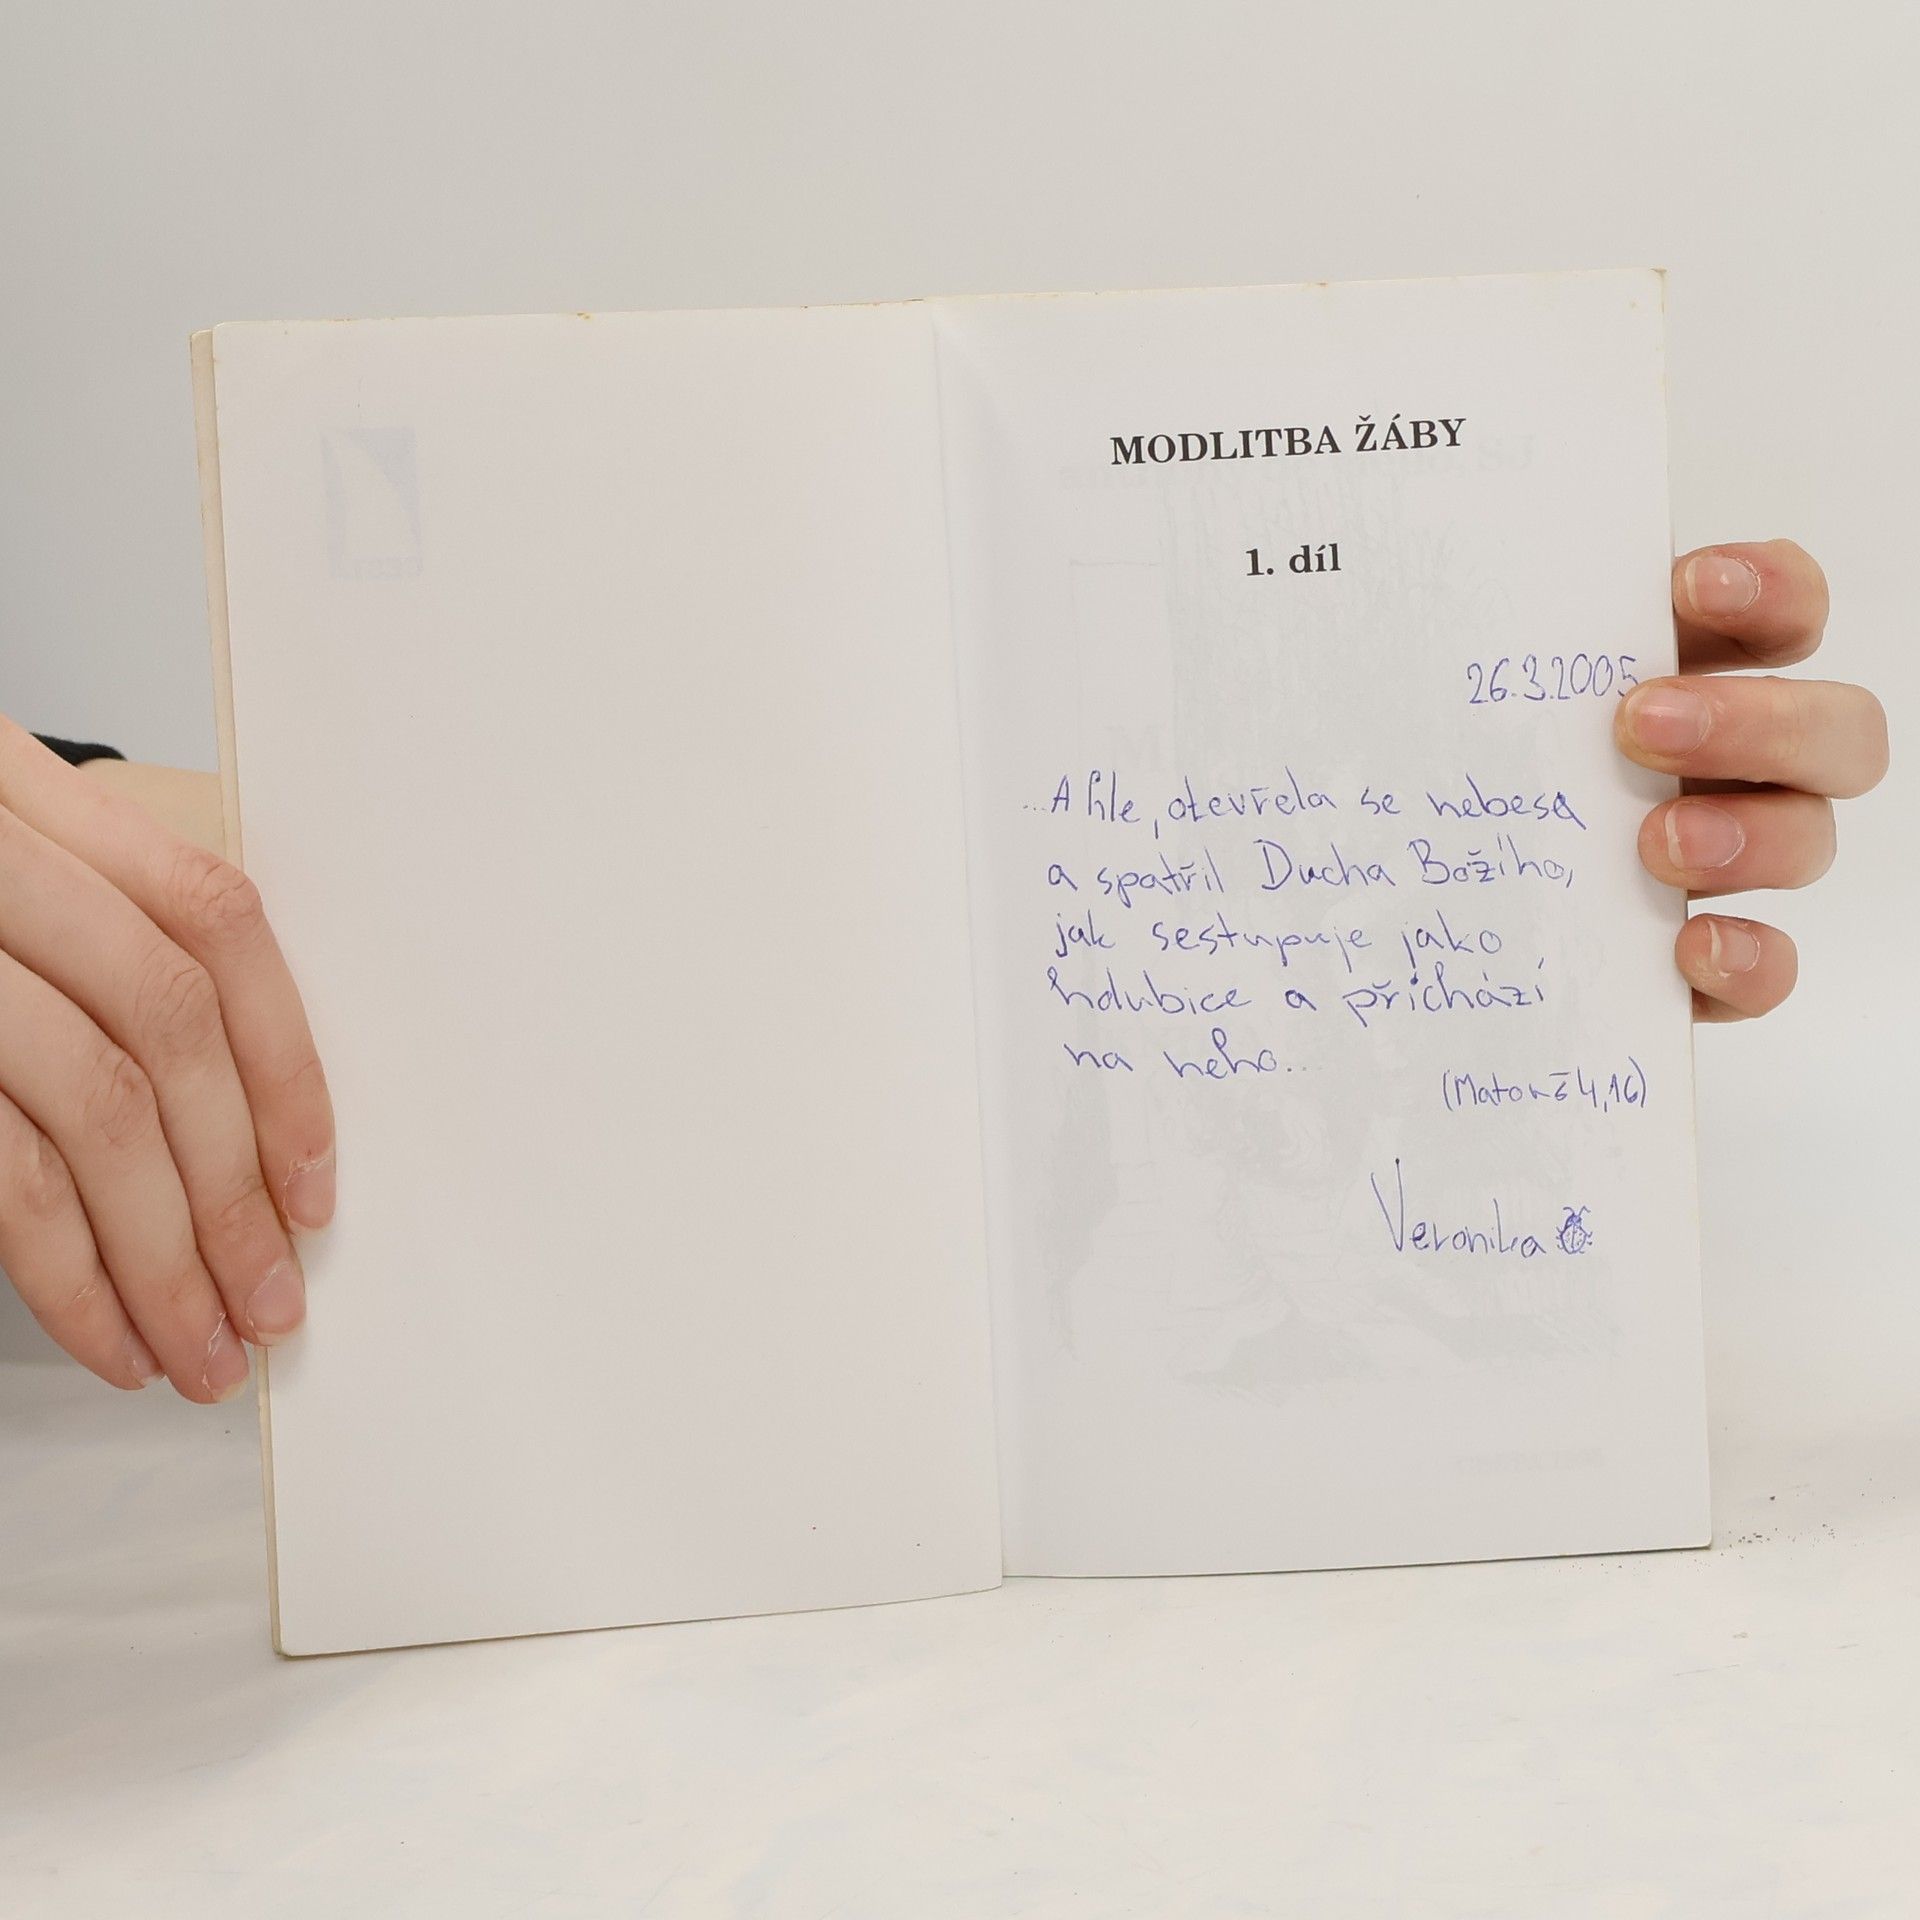 MODLITBA ŽÁBY
1. díl
26.3.2005
...A hle, otevřela se nebesa
a spatřil Ducha Božího,
jak sestupuje jako
holubice a přichází
na něho...
(Matouš 4,16)
Veronika